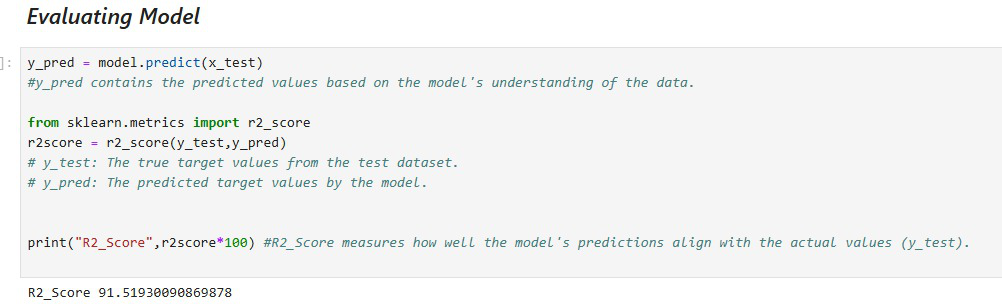 Evaluating Model
]:
y_pred = model.predict(x_test)
#y_pred contains the predicted values based on the model's understanding of the data.
from sklearn.metrics import r2_score
r2score = r2_score(y_test,y_pred)
# y_test: The true target values from the test dataset.
# y_pred: The predicted target values by the model.
print("R2_Score",r2score*100) #R2_Score measures how well the model's predictions align with the actual values (y_test).
R2_Score 91.51930090869878